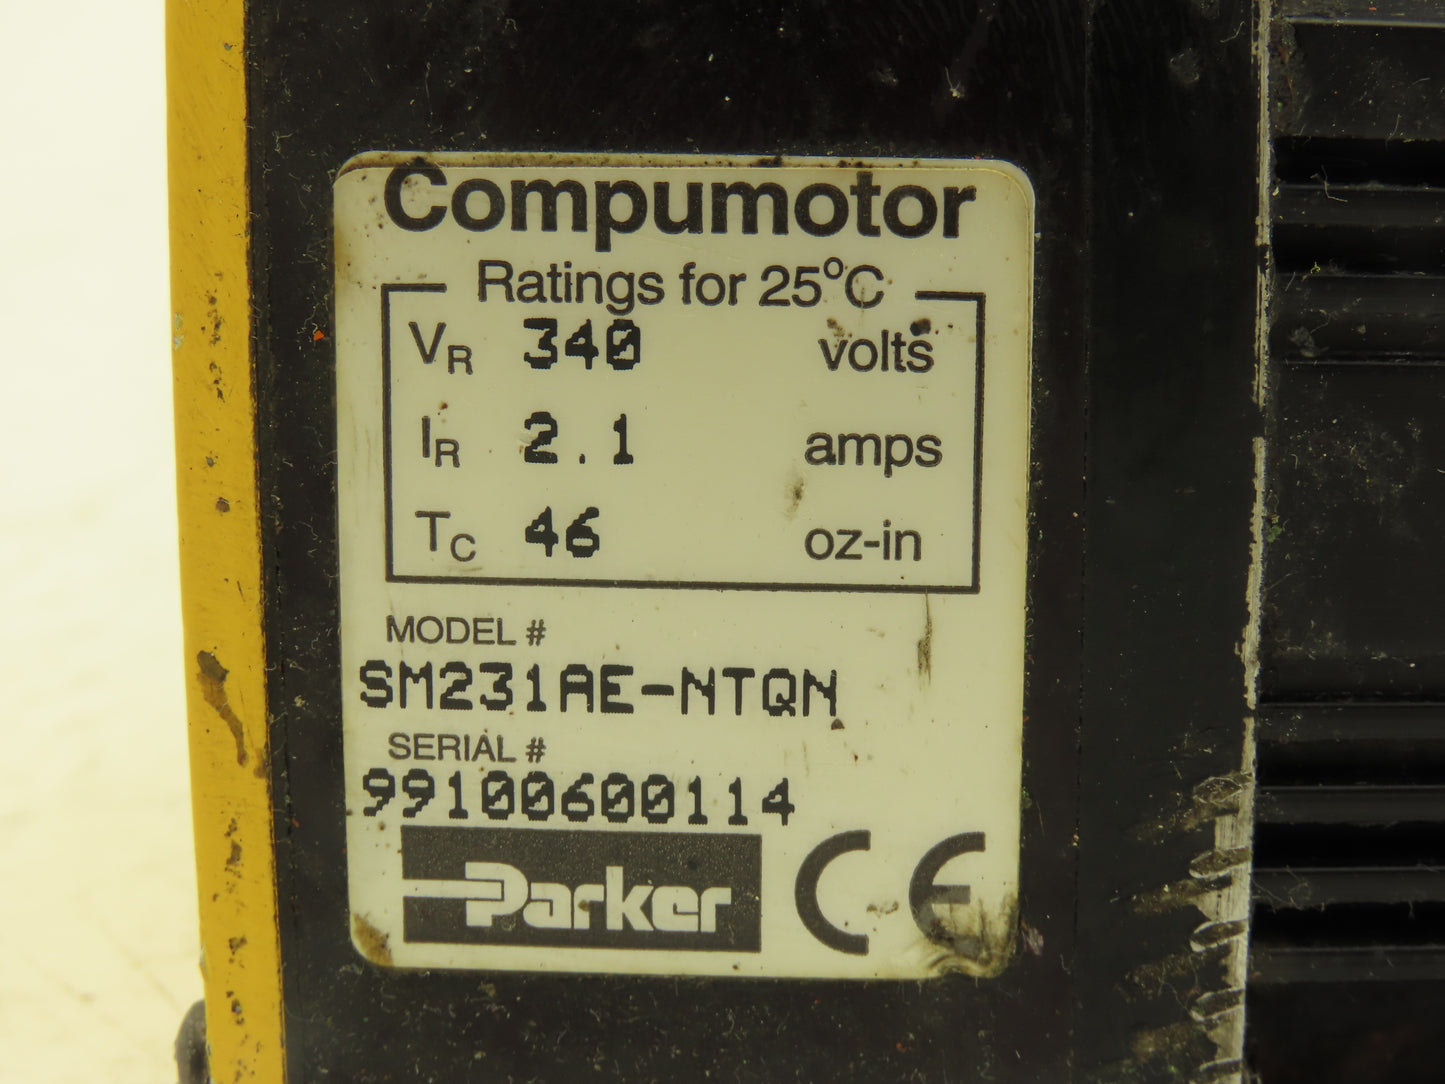 Compumotor
Ratings for 25°C
VR 340 volts
IR 2.1 amps
TC 46 oz-in
MODEL #
SM231AE-NTQN
SERIAL #
99100600114
Parker CE